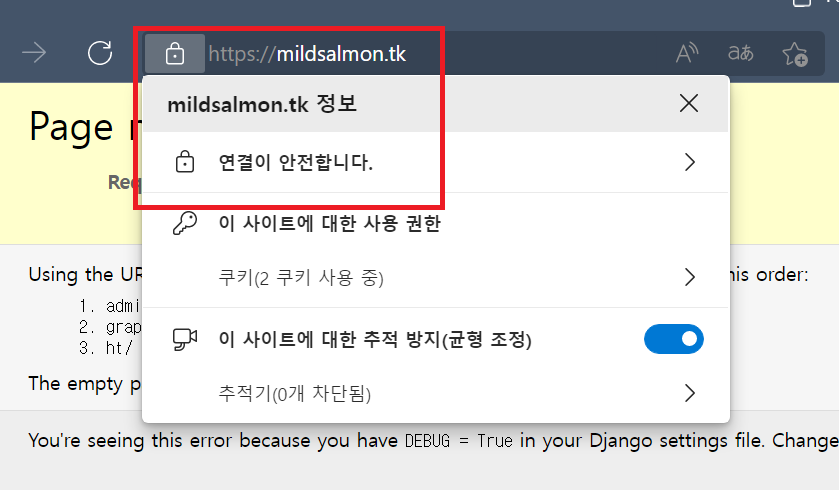 https://mildsalmon.tk
mildsalmon.tk 정보
Page
연결이 안전합니다.
이 사이트에 대한 사용 권한
Using the
쿠키(2 쿠키 사용 중)
his order:
1. admi
2. grap
3. ht/
이 사이트에 대한 추적 방지(균형 조정)
The empty p
추적기(0개 차단됨)
You're seeing this error because you have DEBUG = True in your Django settings file. Change